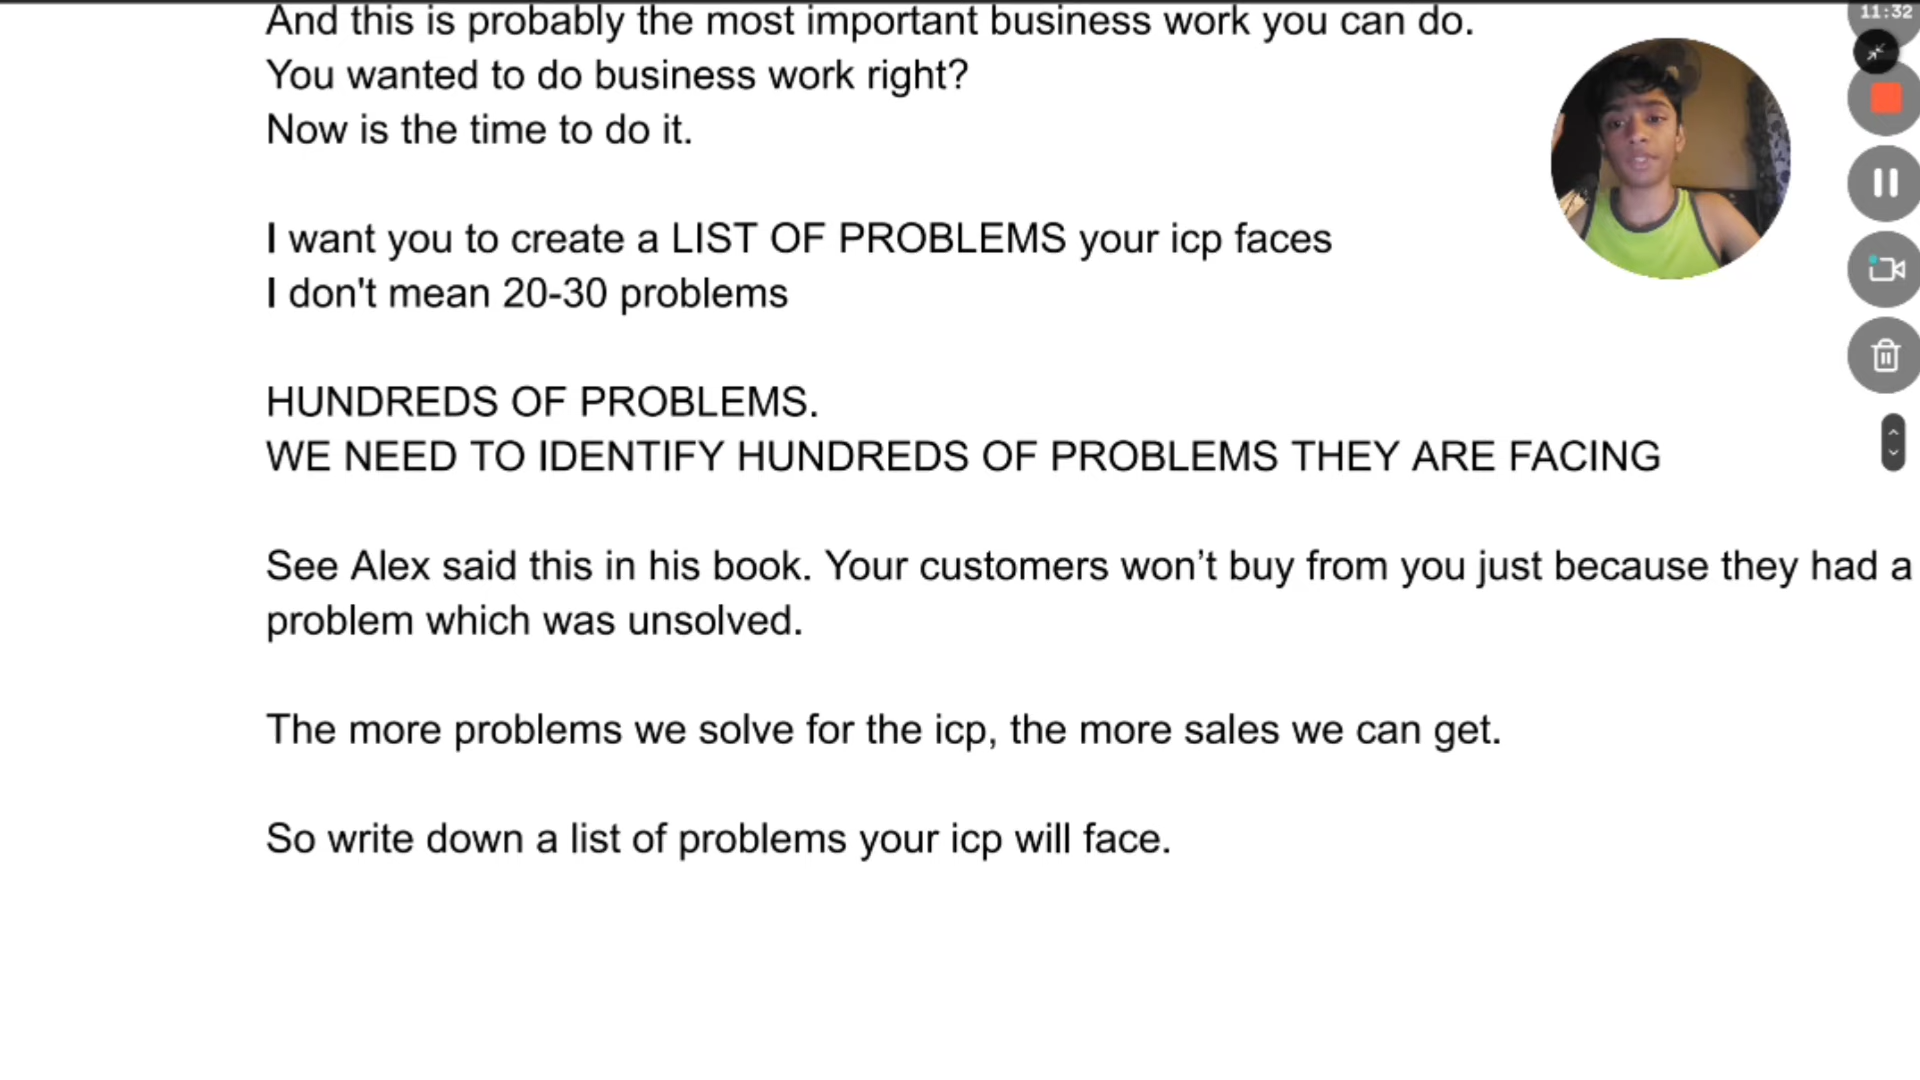 And this is probably the most important business work you can do.
You wanted to do business work right?
Now is the time to do it.
I want you to create a LIST OF PROBLEMS your icp faces
I don't mean 20-30 problems
HUNDREDS OF PROBLEMS.
WE NEED TO IDENTIFY HUNDREDS OF PROBLEMS THEY ARE FACING
See Alex said this in his book. Your customers won’t buy from you just because they had a
problem which was unsolved.
The more problems we solve for the icp, the more sales we can get.
So write down a list of problems your icp will face.
11:32